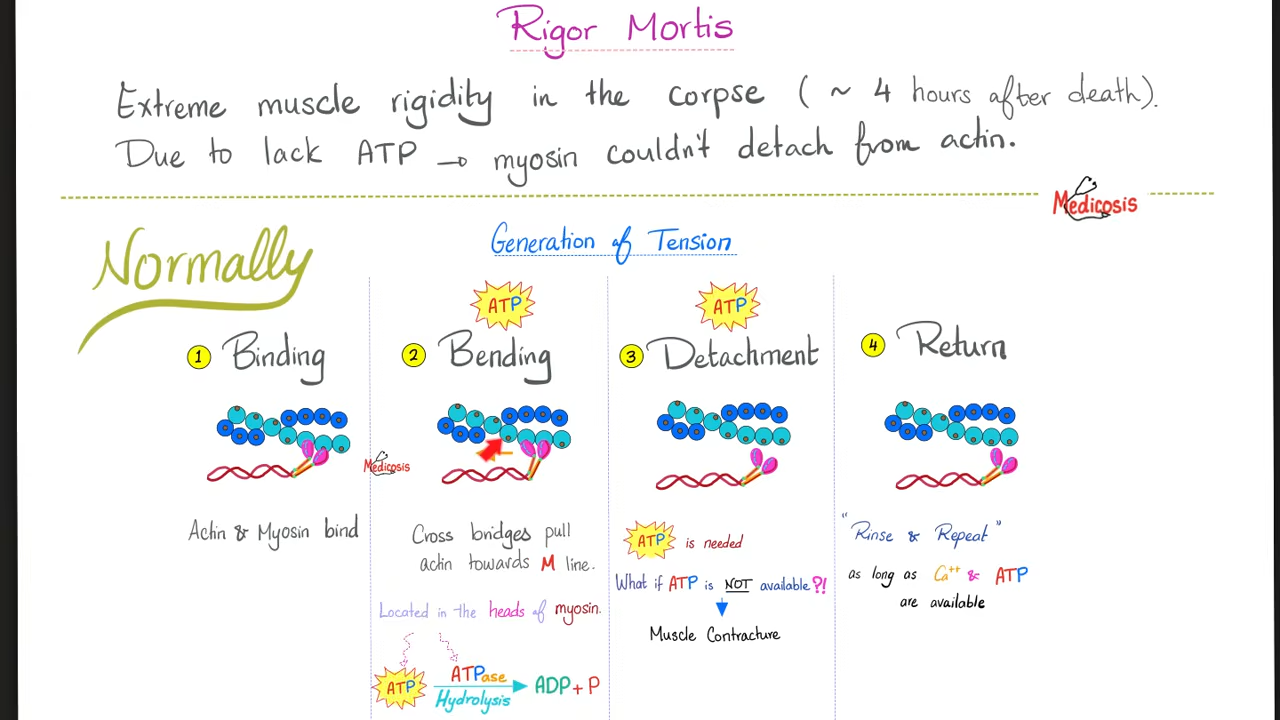 Rigor Mortis
Extreme muscle rigidity in the corpse ( ~ 4 hours after death).
Due to lack ATP → myosin couldn't detach from actin.
Medicosis
Normally
Generation of Tension
ATP
ATP
1 Binding
2 Bending
3 Detachment
4 Return
Medicosis
Actin & Myosin bind
Cross bridges pull
actin towards M line.
Located in the heads of myosin.
ATP
ATPase
Hydrolysis
ADP + P
ATP is needed
What if ATP is NOT available?!
Muscle Contracture
"Rinse & Repeat"
as long as Ca++ & ATP
are available